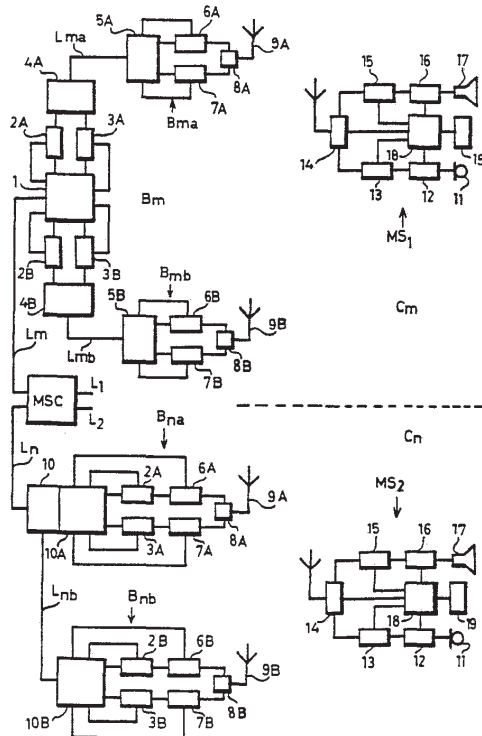 Lma
5A
6A
9A
4A
8A
7A
Bma
2A
3A
1
Bm
2B
3B
4B
Bmb
6B
5B
9B
8B
7B
Lmb
Lm
MSC
L1
L2
Ln
Bna
10
2A
6A
9A
8A
10A
3A
7A
Lnb
Bnb
2B
6B
9B
8B
10B
3B
7B
15
16
17
18
14
13
12
11
MS1
Cm
Cn
MS2
15
16
17
18
19
14
13
12
11